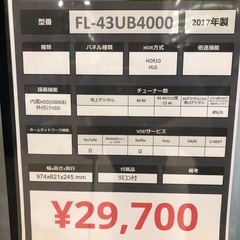 型番 FL-43UB4000 2017年製
種類 パネル種類 HDR方式 倍速機能
HDR10
HLG
録画機能 チューナー数
内蔵HDD(500GB)
外付けHDD
地上デジタル
ホームネットワーク機能 VODサービス
YouTube Netflix Hulu DAZN U-NEXT
幅x高さx奥行 付属品 備考
974x621x245 mm リモコン付
¥29,700